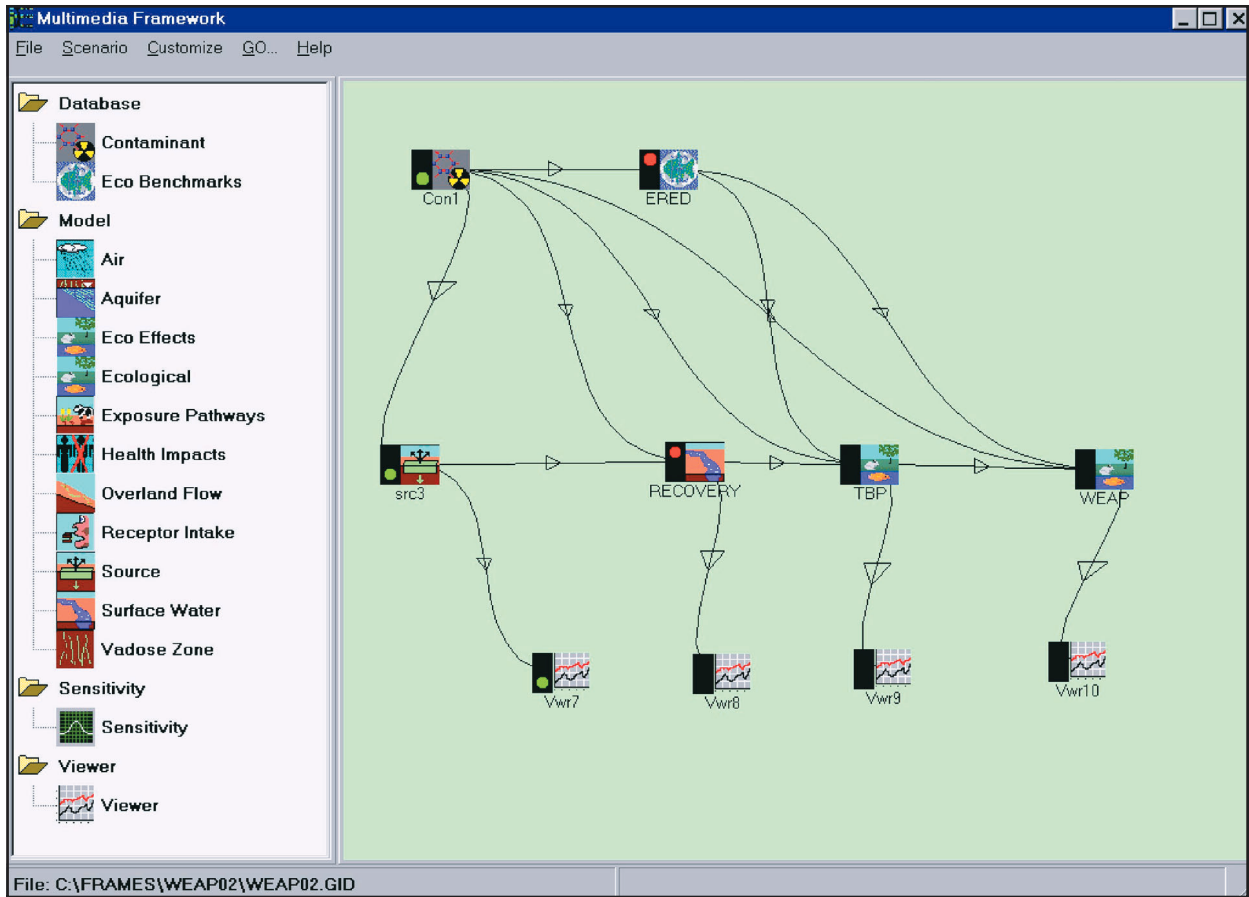 Multimedia Framework
File Scenario Customize GO... Help
Database
Contaminant
Eco Benchmarks
Model
Air
Aquifer
Eco Effects
Ecological
Exposure Pathways
Health Impacts
Overland Flow
Receptor Intake
Source
Surface Water
Vadose Zone
Sensitivity
Sensitivity
Viewer
Viewer
Con1
ERED
src3
RECOVERY
TBP
WEAP
Vwr7
Vwr8
Vwr9
Vwr10
File: C:\FRAMES\WEAP02\WEAP02.GID